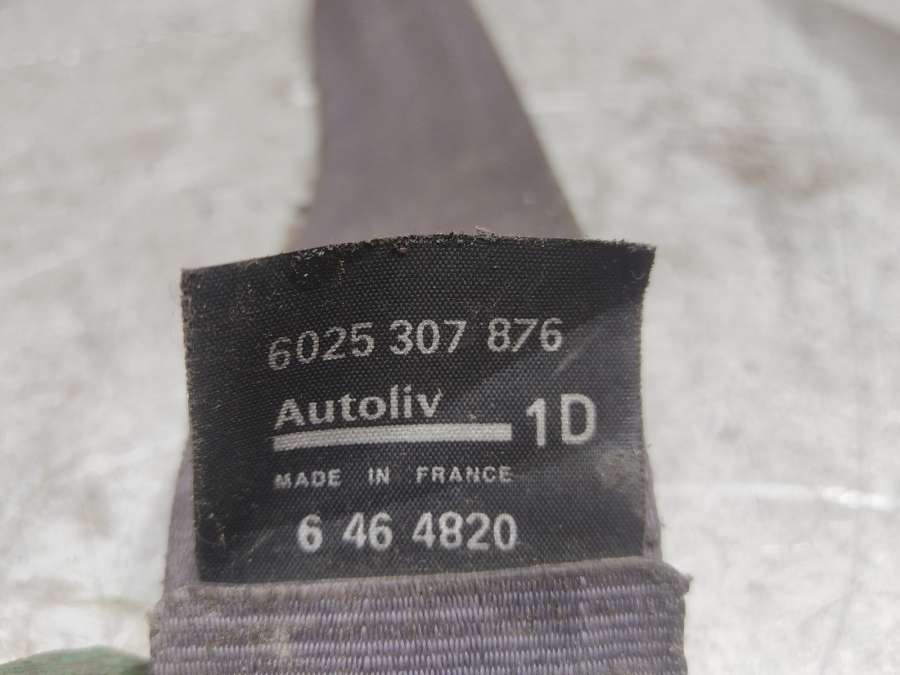 6025 307 876
Autoliv 1D
MADE IN FRANCE
6 46 4820